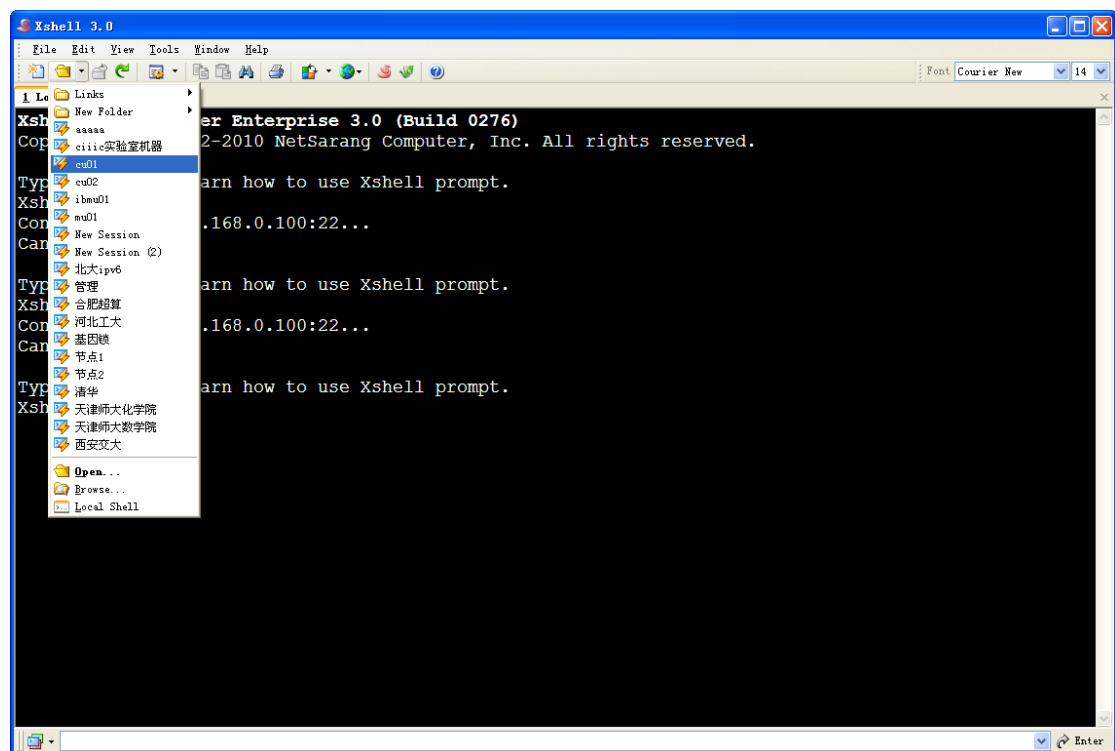 Xshell 3.0
File Edit View Tools Window Help
Font Courier New 14
1 Lo
Links
New Folder
aaaaa
ciiic实验室机器
cu01
cu02
ibmu01
mu01
New Session
New Session (2)
北大ipv6
管理
合肥超算
河北工大
基因锁
节点1
节点2
清华
天津师大化学院
天津师大数学院
西安交大
Open...
Browse...
Local Shell
Xsh er Enterprise 3.0 (Build 0276)
Cop 2-2010 NetSarang Computer, Inc. All rights reserved.
Typ arn how to use Xshell prompt.
Xsh
Con .168.0.100:22...
Can
Typ arn how to use Xshell prompt.
Xsh
Con .168.0.100:22...
Can
Typ arn how to use Xshell prompt.
Xsh
Enter